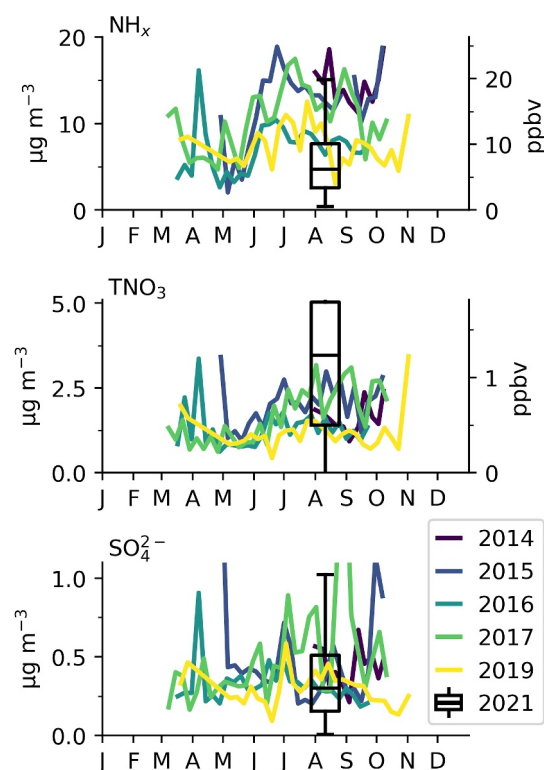 NHₓ
20
10
0
µg m⁻³
20
10
0
ppbv
J F M A M J J A S O N D
TNO₃
5.0
2.5
0.0
µg m⁻³
1
0
ppbv
J F M A M J J A S O N D
SO₄²⁻
1.0
0.5
0.0
µg m⁻³
J F M A M J J A S O N D
2014
2015
2016
2017
2019
2021